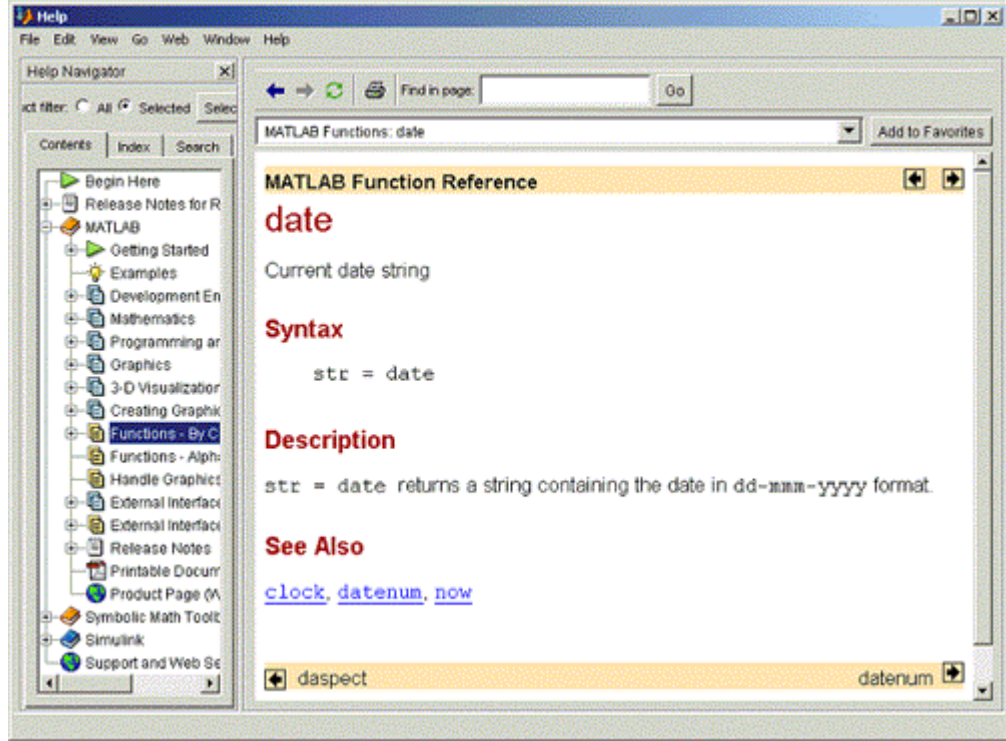 Help
File Edit View Go Web Window Help
Help Navigator
ct filter: All Selected Selec
Contents Index Search
Begin Here
Release Notes for R
MATLAB
Getting Started
Examples
Development En
Mathematics
Programming ar
Graphics
3-D Visualization
Creating Graphic
Functions - By C
Functions - Alpha
Handle Graphics
External Interface
External Interface
Release Notes
Printable Docum
Product Page (W
Symbolic Math Toolb
Simulink
Support and Web Se
Find in page: Go
MATLAB Functions: date Add to Favorites
MATLAB Function Reference
date
Current date string
Syntax
str = date
Description
str = date returns a string containing the date in dd-mmm-yyyy format.
See Also
clock, datenum, now
daspect datenum